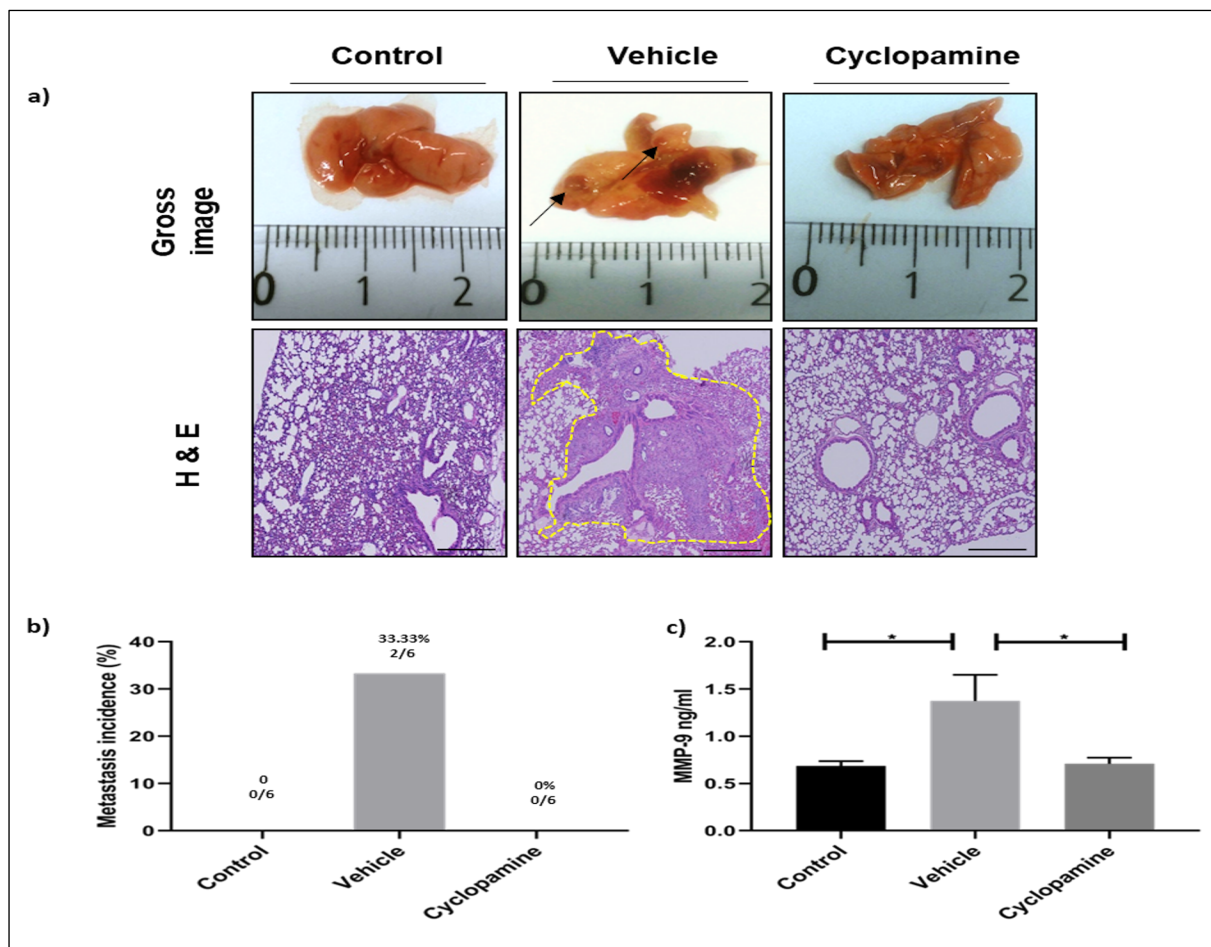 Control Vehicle Cyclopamine
a)
Gross
image
0 1 2
0 1 2
0 1 2
H & E
b)
Metastasis incidence (%)
40
30
20
10
0
0
0/6
33.33%
2/6
0%
0/6
Control
Vehicle
Cyclopamine
c)
MMP-9 ng/ml
2.0
1.5
1.0
0.5
0.0
*
*
Control
Vehicle
Cyclopamine